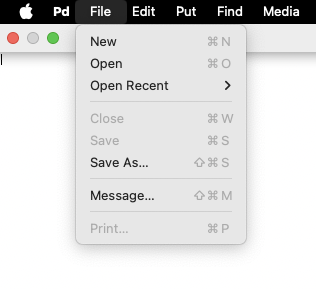 Pd File Edit Put Find Media
New ⌘ N
Open ⌘ O
Open Recent
Close ⌘ W
Save ⌘ S
Save As... ⇧ ⌘ S
Message... ⇧ ⌘ M
Print... ⌘ P